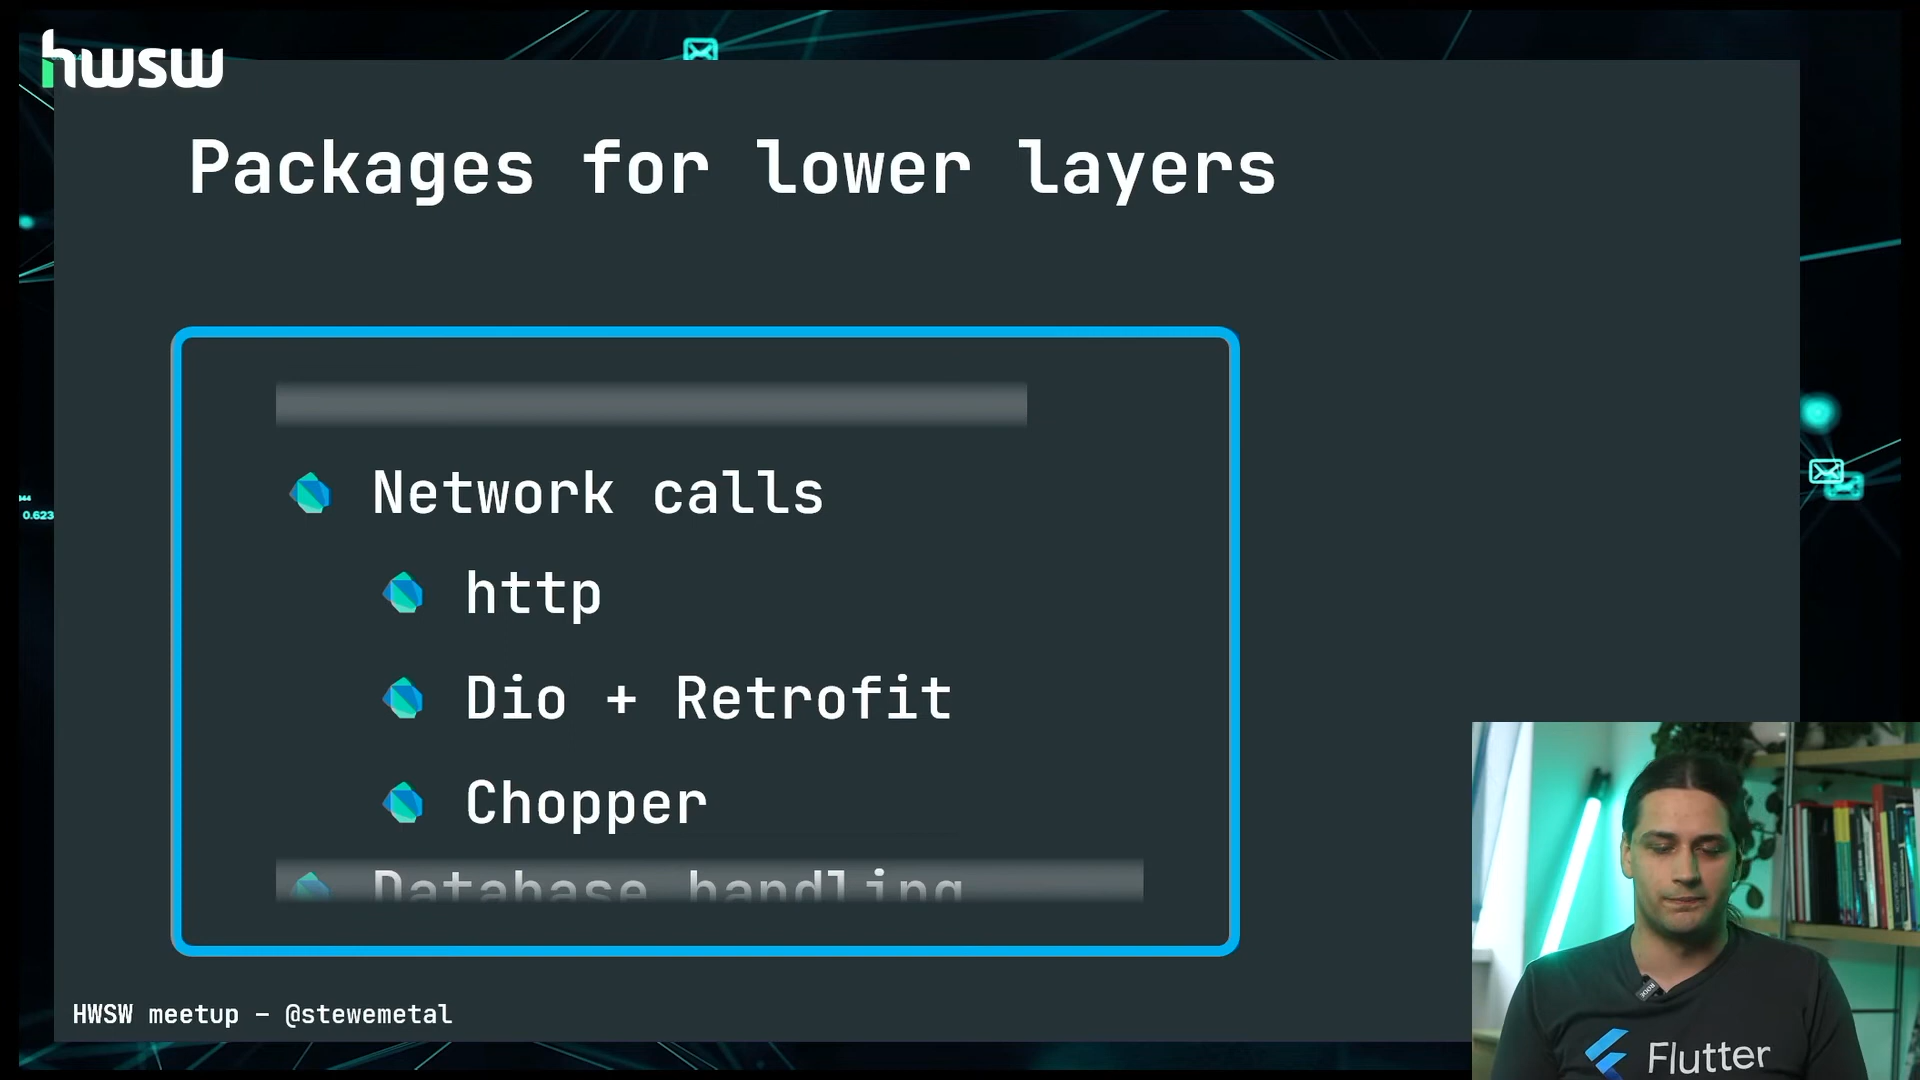 hwsw
Packages for lower layers
Network calls
http
Dio + Retrofit
Chopper
Database handling
HWSW meetup - @stewemetal
0.623
Flutter